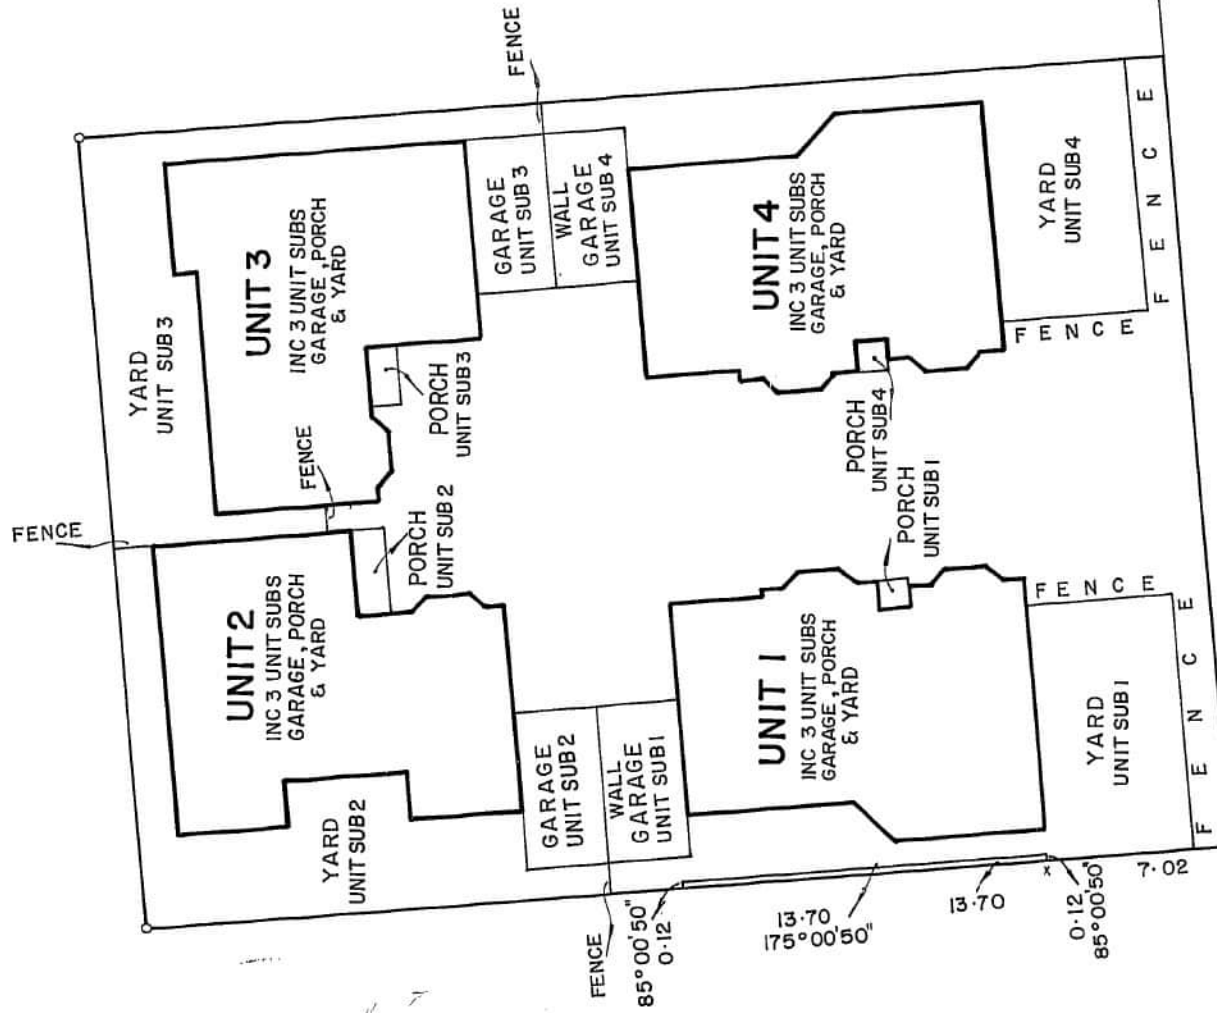 FENCE
FENCE
YARD
UNIT SUB 3
UNIT 3
INC 3 UNIT SUBS
GARAGE, PORCH
& YARD
GARAGE
UNIT SUB 3
WALL
GARAGE
UNIT SUB 4
UNIT 4
INC 3 UNIT SUBS
GARAGE, PORCH
& YARD
YARD
UNIT SUB4
FENCE
FENCE
PORCH
UNIT SUB3
FENCE
PORCH
UNIT SUB 2
PORCH
UNIT SUB4
PORCH
UNIT SUB1
UNIT 2
INC 3 UNIT SUBS
GARAGE, PORCH
& YARD
YARD
UNIT SUB2
GARAGE
UNIT SUB 2
WALL
GARAGE
UNIT SUB1
UNIT 1
INC 3 UNIT SUBS
GARAGE, PORCH
& YARD
YARD
UNIT SUB1
FENCE
FENCE
FENCE
85°00'50"
0·12
13·70
175°00'50"
13·70
x
0·12
85°00'50"
7·02